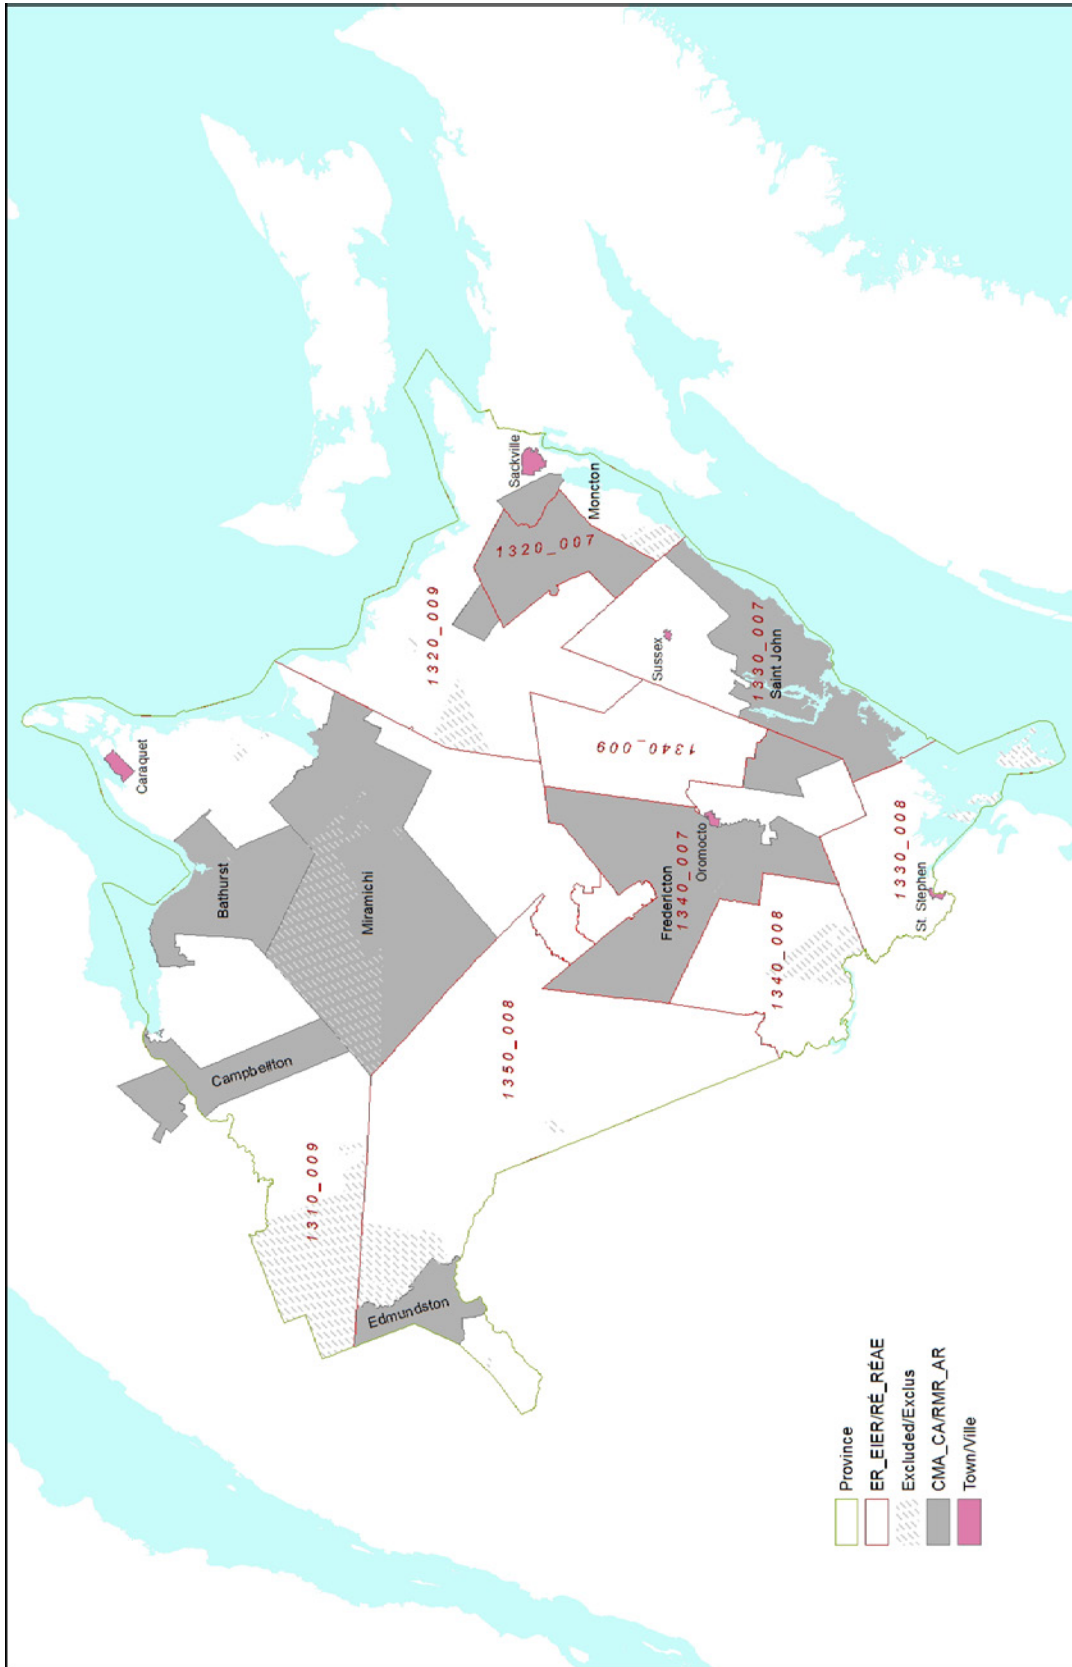 Caraquet
Bathurst
Campbellton
Miramichi
1310_009
Edmundston
1350_008
1320_009
1320_007
Sackville
Moncton
Sussex
1330_007
Saint John
1340_009
Fredericton
1340_007
Oromocto
1340_008
1330_008
St. Stephen
Province
ER_EIER/RÉ_RÉAE
Excluded/Exclus
CMA_CA/RMR_AR
Town/Ville